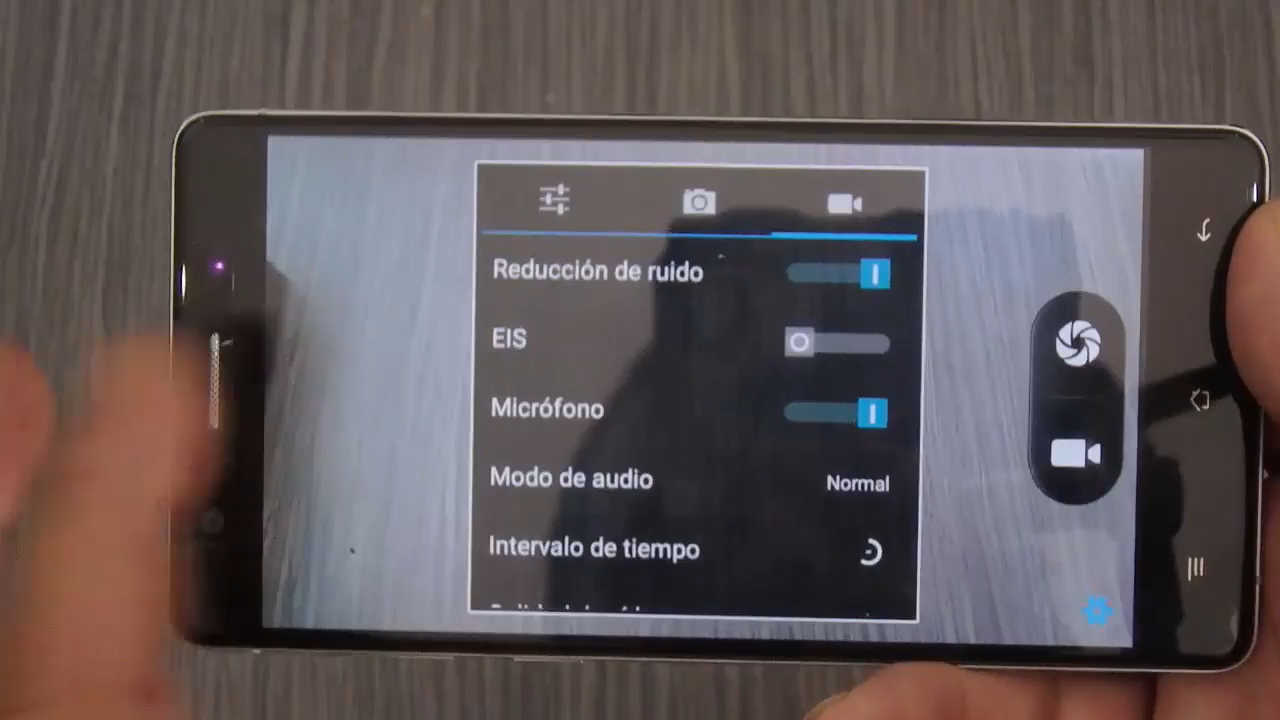 Reducción de ruido
EIS
Micrófono
Modo de audio
Normal
Intervalo de tiempo